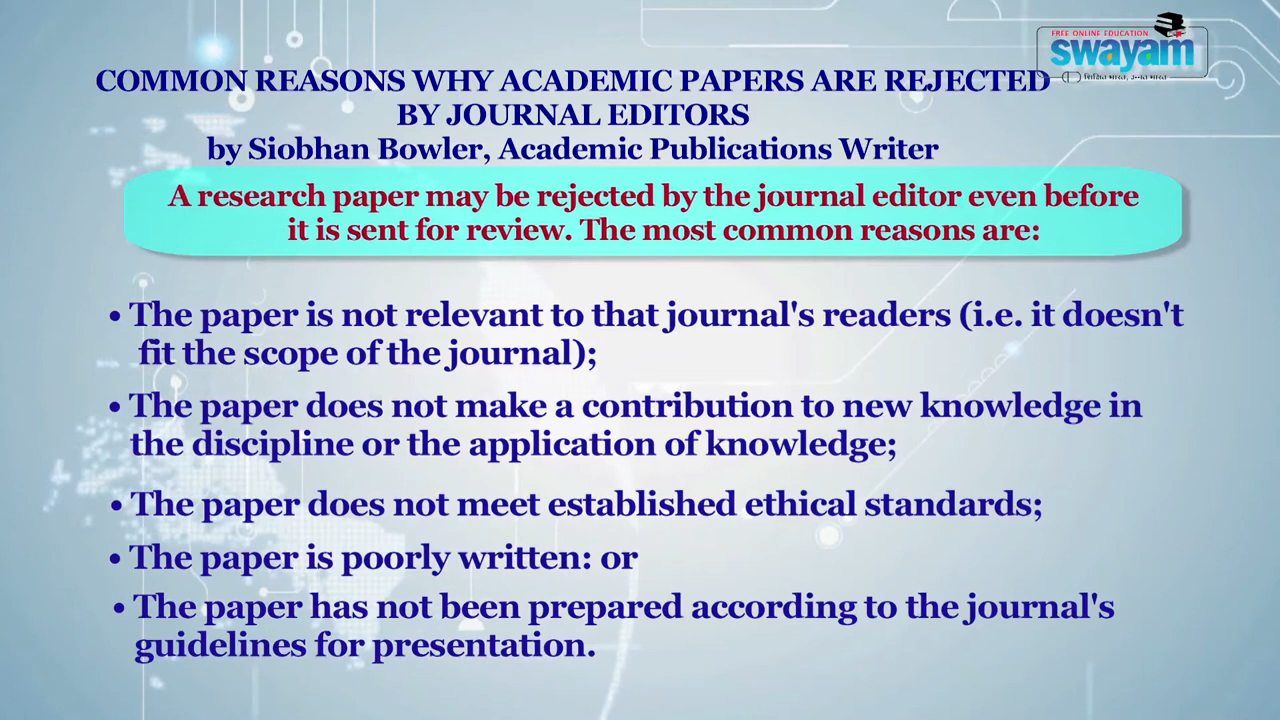 FREE ONLINE EDUCATION
swayam
शिक्षित भारत, उन्नत भारत
COMMON REASONS WHY ACADEMIC PAPERS ARE REJECTED
BY JOURNAL EDITORS
by Siobhan Bowler, Academic Publications Writer
A research paper may be rejected by the journal editor even before
it is sent for review. The most common reasons are:
• The paper is not relevant to that journal's readers (i.e. it doesn't
fit the scope of the journal);
• The paper does not make a contribution to new knowledge in
the discipline or the application of knowledge;
• The paper does not meet established ethical standards;
• The paper is poorly written: or
• The paper has not been prepared according to the journal's
guidelines for presentation.